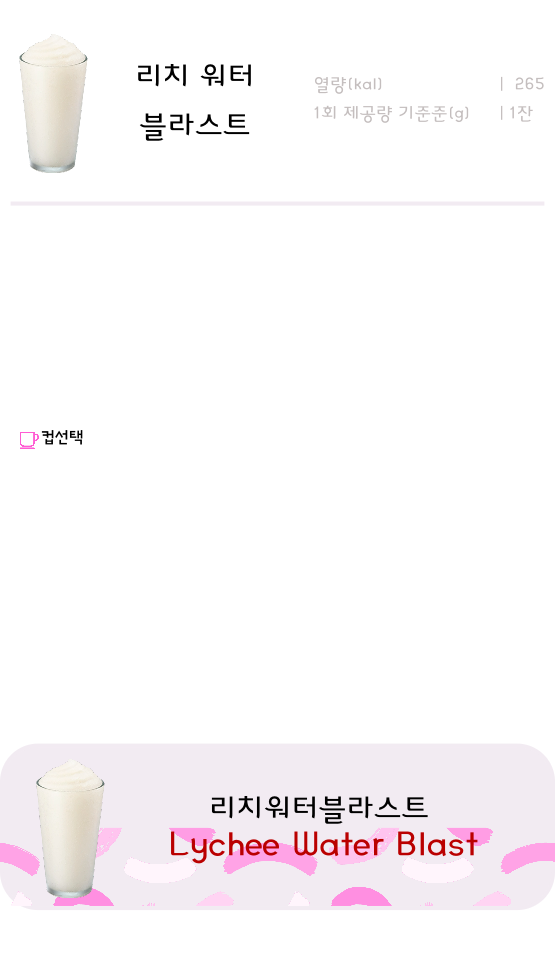 리치 워터
블라스트
열량(kal) | 265
1회 제공량 기준준(g) | 1잔
컵선택
리치워터블라스트
Lychee Water Blast